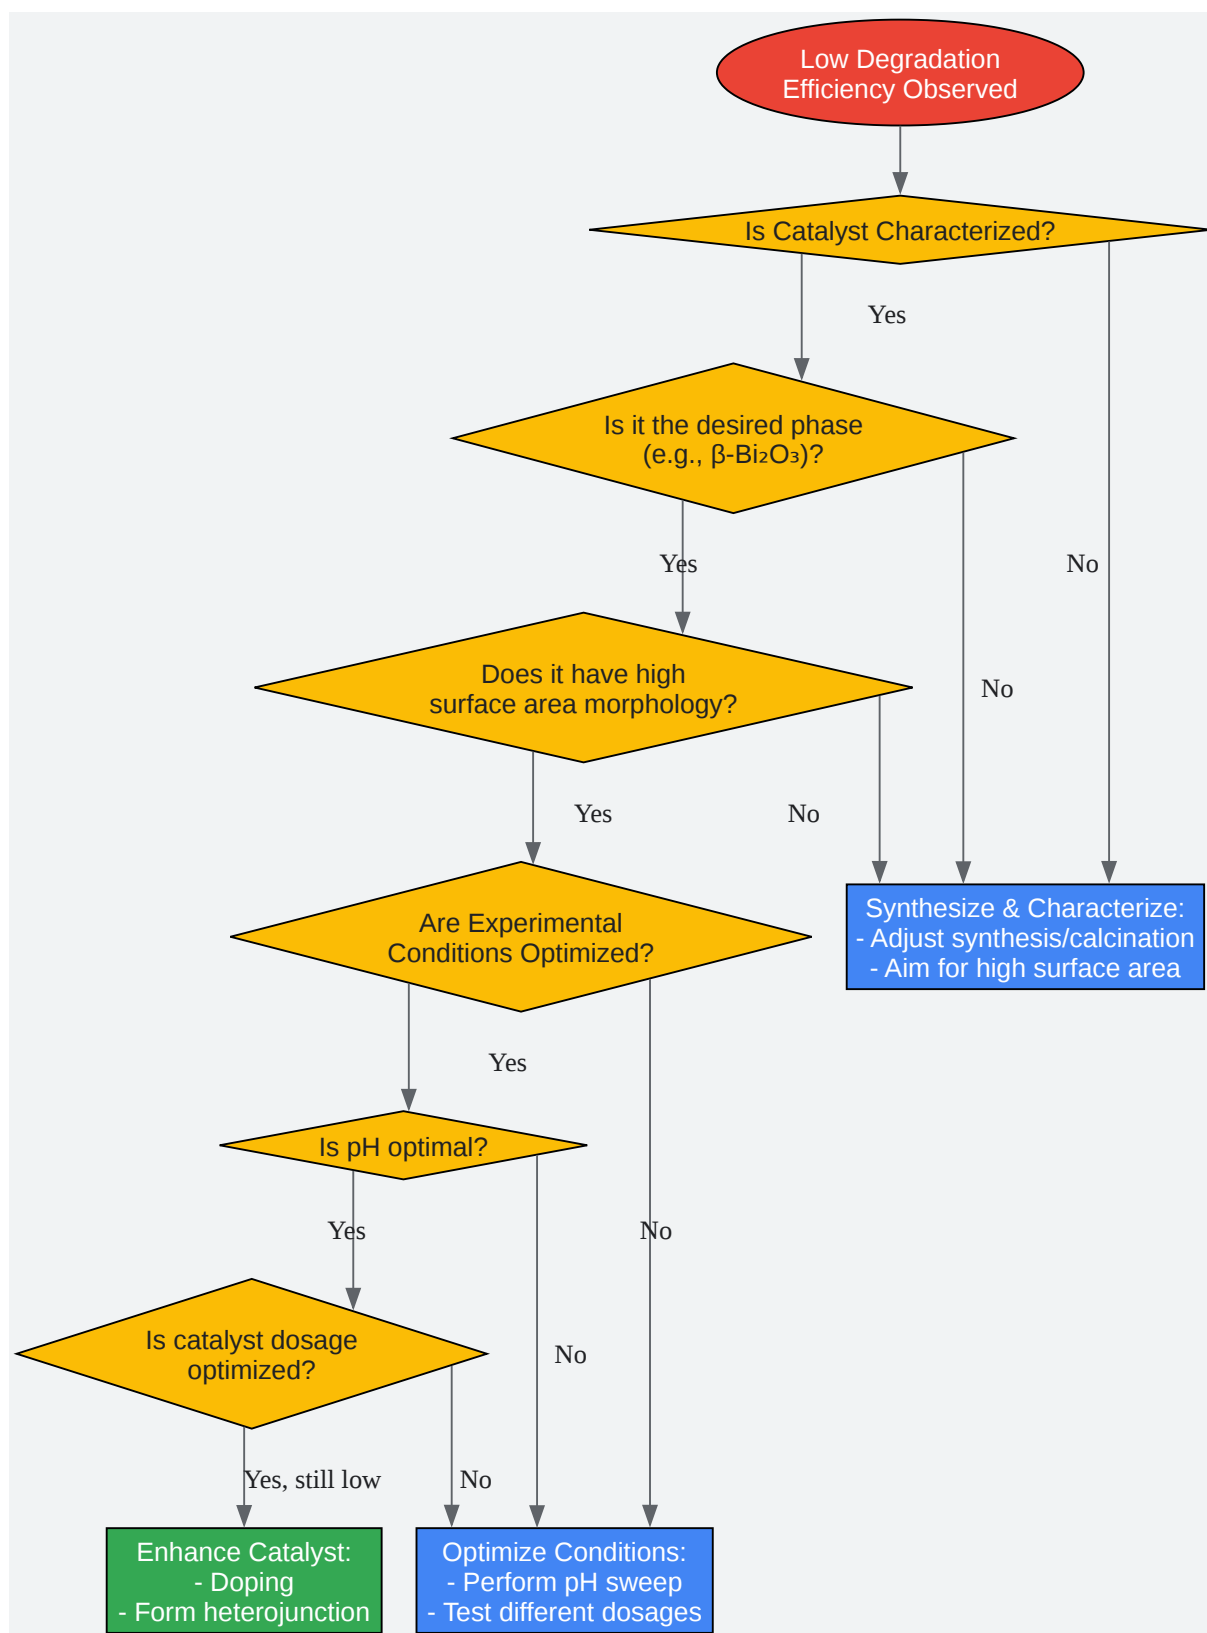 Low Degradation
Efficiency Observed
Is Catalyst Characterized?
Yes
Is it the desired phase
(e.g., β-Bi₂O₃)?
Yes
No
Does it have high
surface area morphology?
No
Yes
No
Are Experimental
Conditions Optimized?
Synthesize & Characterize:
- Adjust synthesis/calcination
- Aim for high surface area
Yes
Is pH optimal?
Yes
No
Is catalyst dosage
optimized?
No
Yes, still low
No
Enhance Catalyst:
- Doping
- Form heterojunction
Optimize Conditions:
- Perform pH sweep
- Test different dosages